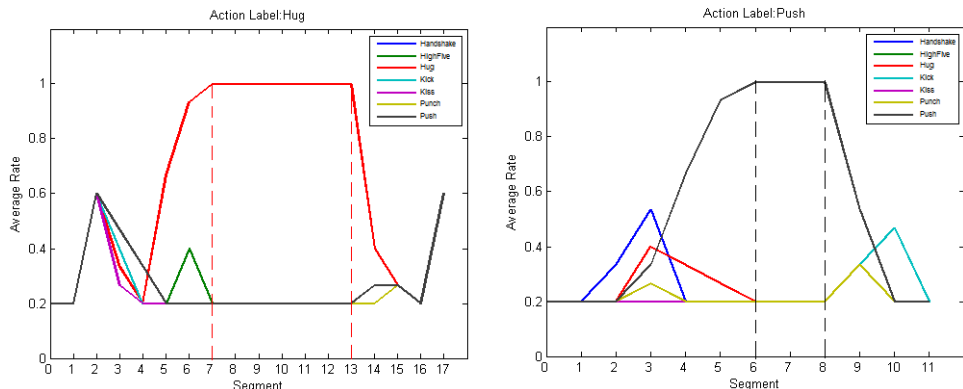 Action Label:Hug
Average Rate
1
0.8
0.6
0.4
0.2
0
Handshake
HighFive
Hug
Kick
Kiss
Punch
Push
0 1 2 3 4 5 6 7 8 9 10 11 12 13 14 15 16 17
Segment
Action Label:Push
Average Rate
1
0.8
0.6
0.4
0.2
0
Handshake
HighFive
Hug
Kick
Kiss
Punch
Push
0 1 2 3 4 5 6 7 8 9 10 11
Segment